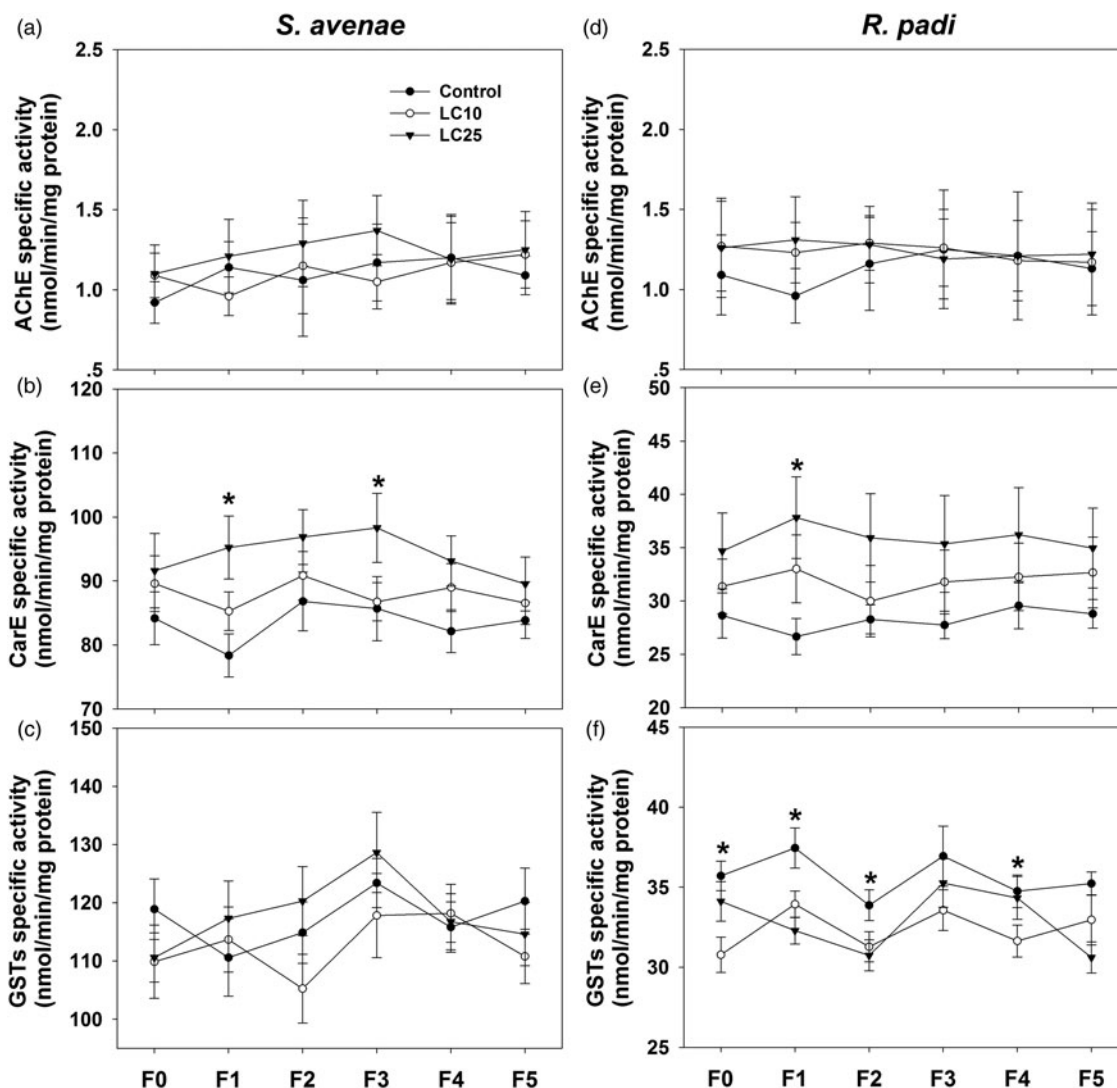 S. avenae
R. padi
(a)
AChE specific activity
(nmol/min/mg protein)
2.5
2.0
1.5
1.0
.5
Control
LC10
LC25
(d)
AChE specific activity
(nmol/min/mg protein)
2.5
2.0
1.5
1.0
.5
(b)
CarE specific activity
(nmol/min/mg protein)
120
110
100
90
80
70
*
*
(e)
CarE specific activity
(nmol/min/mg protein)
50
45
40
35
30
25
20
*
(c)
GSTs specific activity
(nmol/min/mg protein)
150
140
130
120
110
100
F0 F1 F2 F3 F4 F5
(f)
GSTs specific activity
(nmol/min/mg protein)
45
40
35
30
25
*
*
*
*
F0 F1 F2 F3 F4 F5